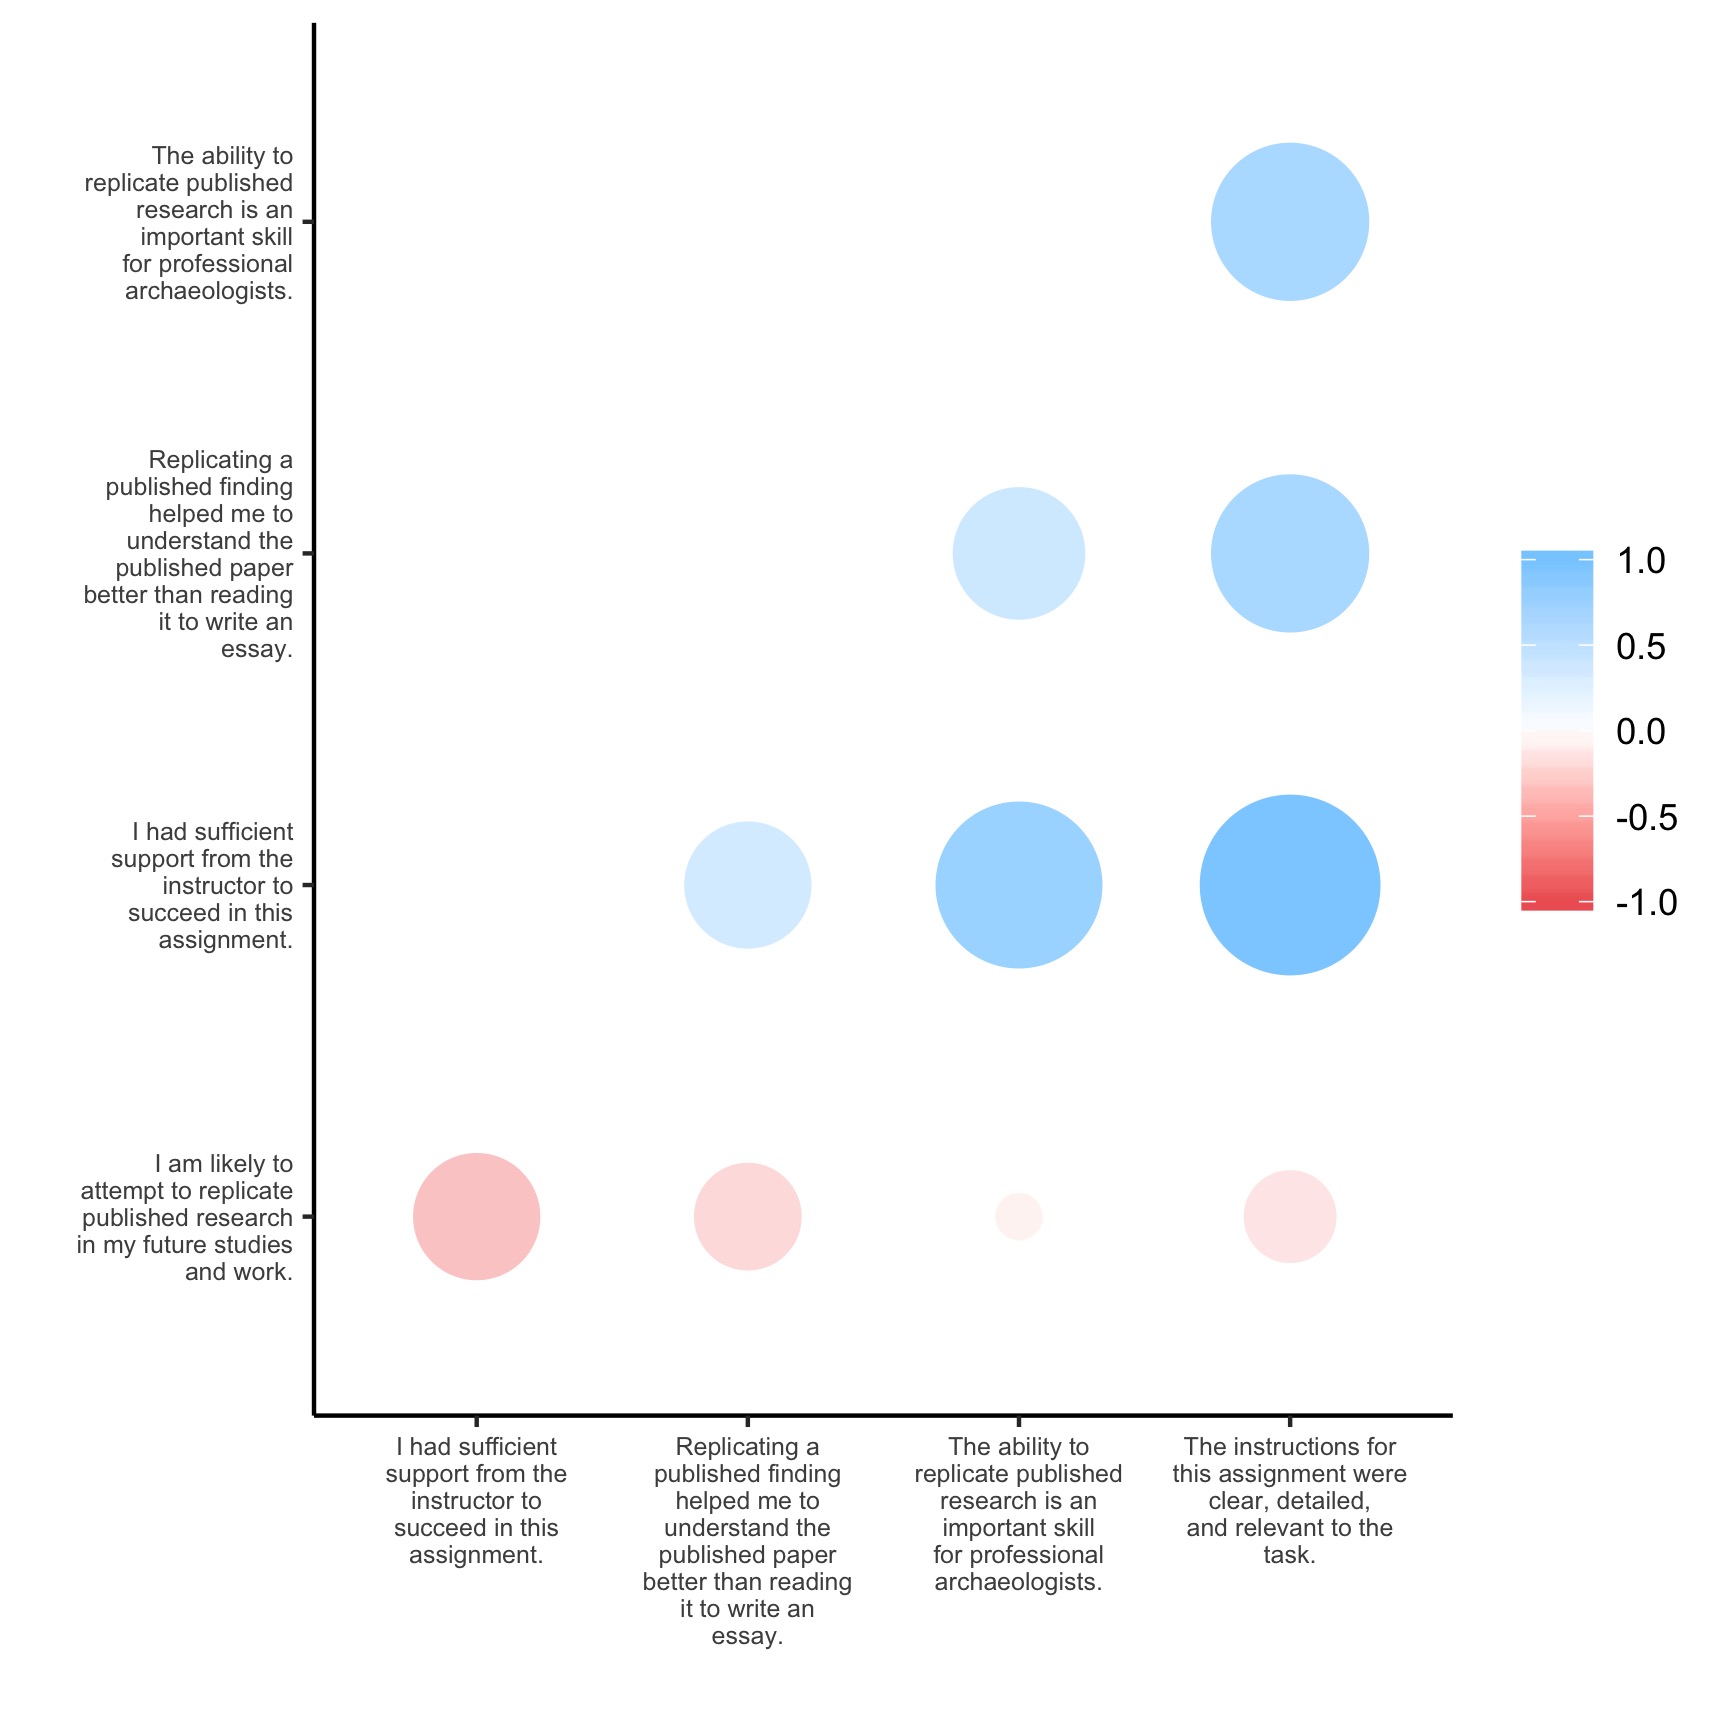 The ability to
replicate published
research is an
important skill
for professional
archaeologists.
Replicating a
published finding
helped me to
understand the
published paper
better than reading
it to write an
essay.
I had sufficient
support from the
instructor to
succeed in this
assignment.
I am likely to
attempt to replicate
published research
in my future studies
and work.
I had sufficient
support from the
instructor to
succeed in this
assignment.
Replicating a
published finding
helped me to
understand the
published paper
better than reading
it to write an
essay.
The ability to
replicate published
research is an
important skill
for professional
archaeologists.
The instructions for
this assignment were
clear, detailed,
and relevant to the
task.
1.0
0.5
0.0
-0.5
-1.0